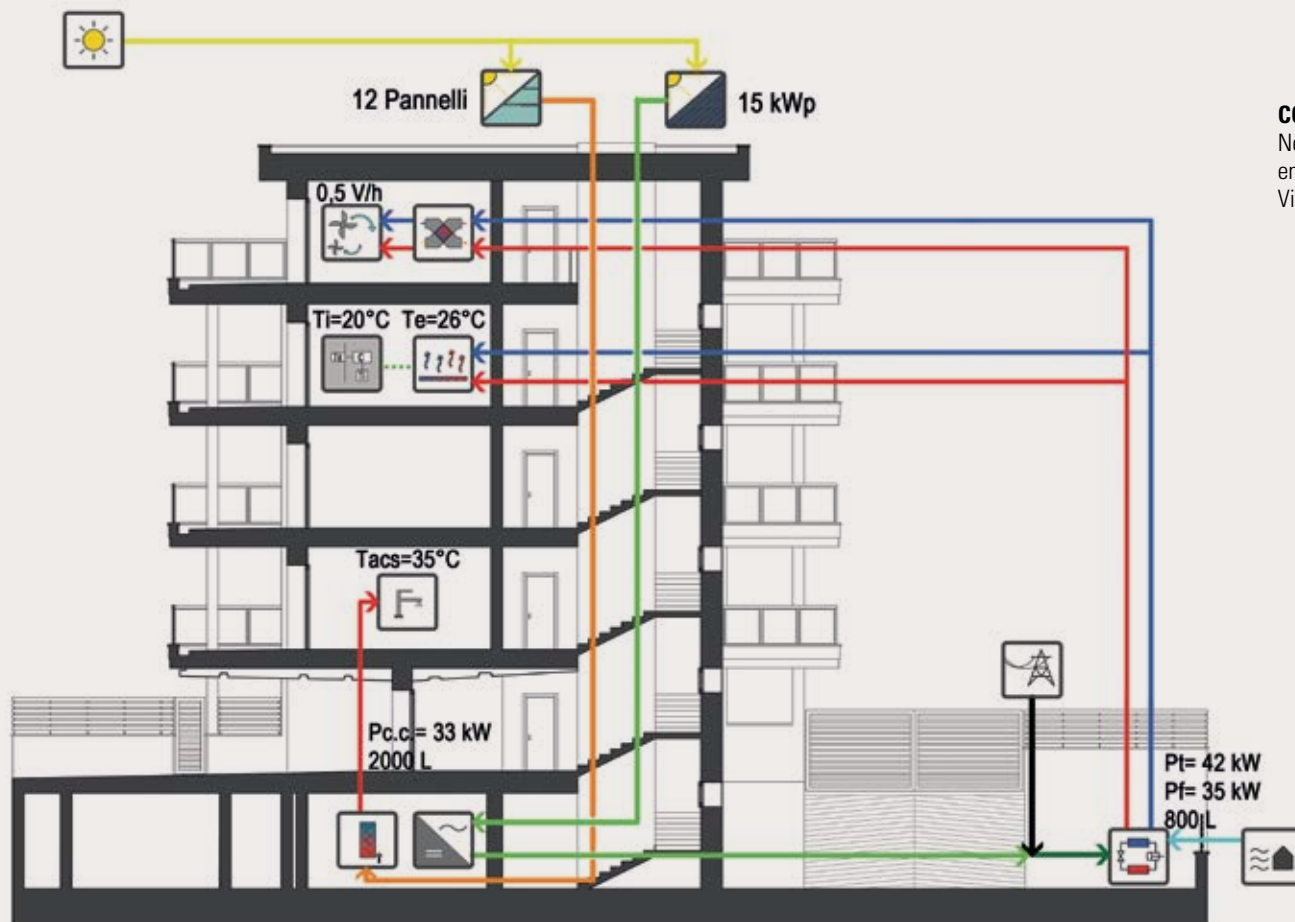 12 Pannelli
15 kWp
0,5 V/h
Ti=20°C Te=26°C
Tacs=35°C
Pc.c.= 33 kW
2000 L
Pt= 42 kW
Pf= 35 kW
800 L